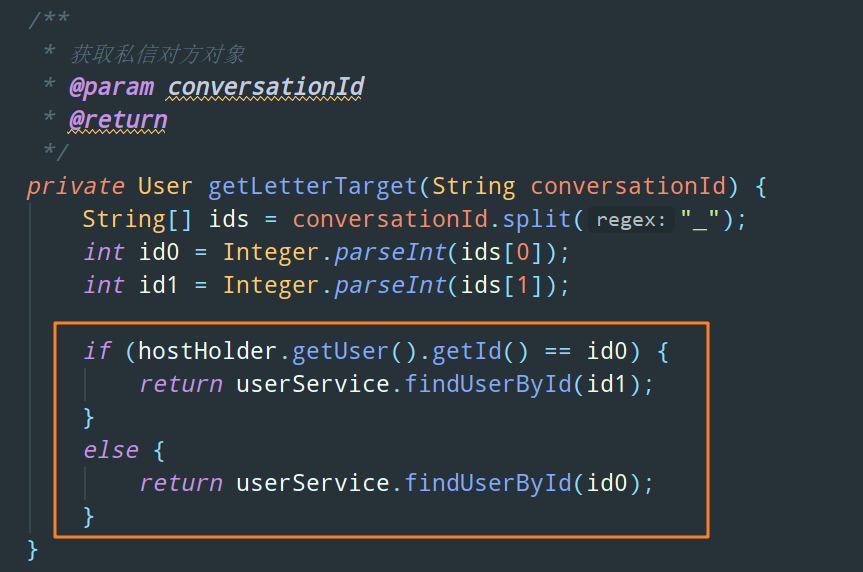 /**
 * 获取私信对方对象
 * @param conversationId
 * @return
 */
private User getLetterTarget(String conversationId) {
    String[] ids = conversationId.split( regex: "_");
    int id0 = Integer.parseInt(ids[0]);
    int id1 = Integer.parseInt(ids[1]);
    if (hostHolder.getUser().getId() == id0) {
        return userService.findUserById(id1);
    }
    else {
        return userService.findUserById(id0);
    }
}